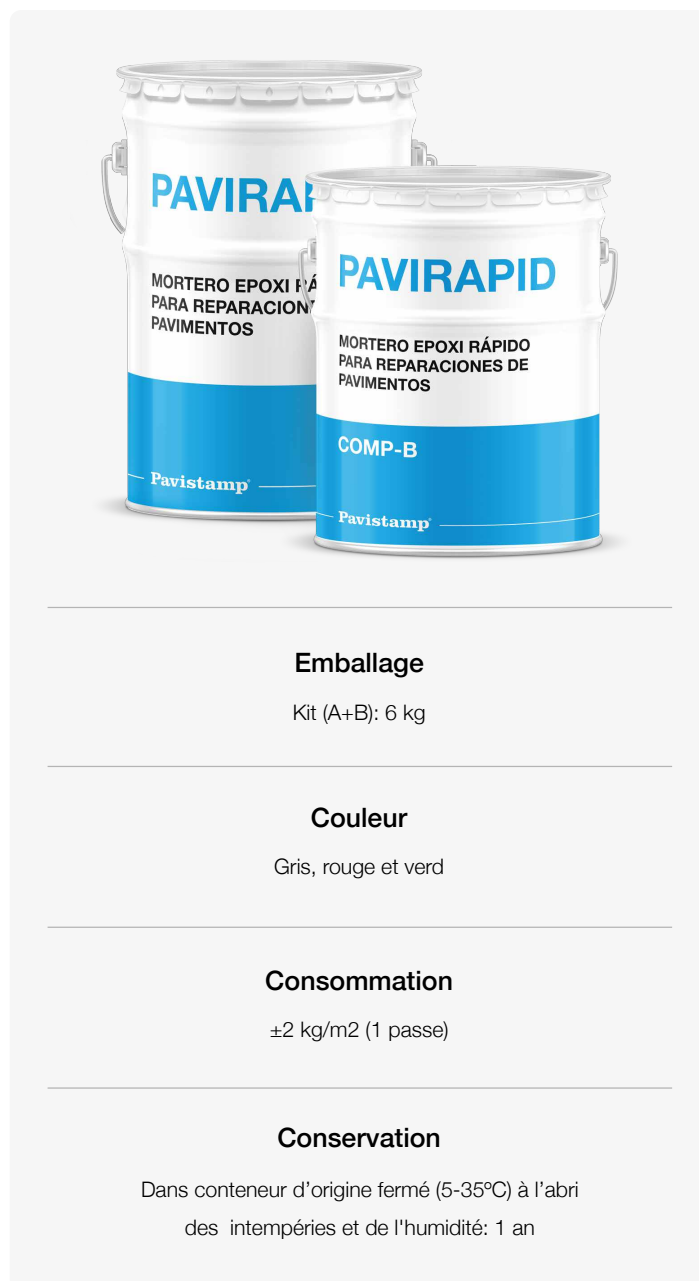 PAVIRAP
MORTERO EPOXI RÁ
PARA REPARACION
PAVIMENTOS
Pavistamp®
PAVIRAPID
MORTERO EPOXI RÁPIDO
PARA REPARACIONES DE
PAVIMENTOS
COMP-B
Pavistamp®
Emballage
Kit (A+B): 6 kg
Couleur
Gris, rouge et verd
Consommation
±2 kg/m2 (1 passe)
Conservation
Dans conteneur d’origine fermé (5-35ºC) à l’abri
des  intempéries et de l'humidité: 1 an